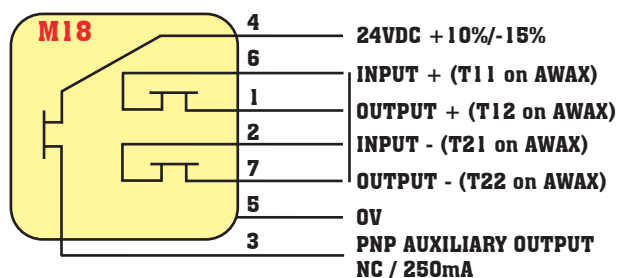 M18
4 24VDC +10%/-15%
6 INPUT + (T11 on AWAX)
1 OUTPUT + (T12 on AWAX)
2 INPUT - (T21 on AWAX)
7 OUTPUT - (T22 on AWAX)
5 0V
3 PNP AUXILIARY OUTPUT
NC / 250mA